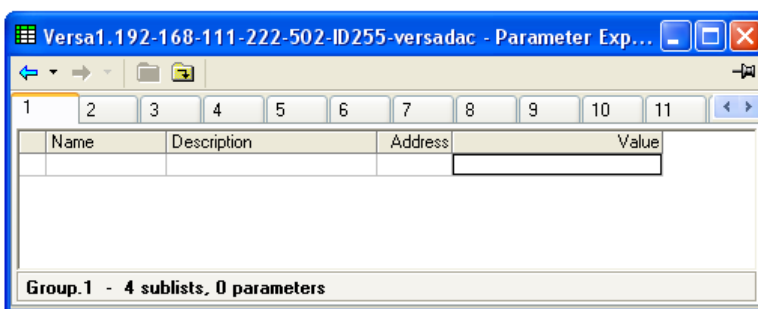 Versa1.192-168-111-222-502-ID255-versadac - Parameter Exp...
1 2 3 4 5 6 7 8 9 10 11
Name Description Address Value
Group.1 - 4 sublists, 0 parameters